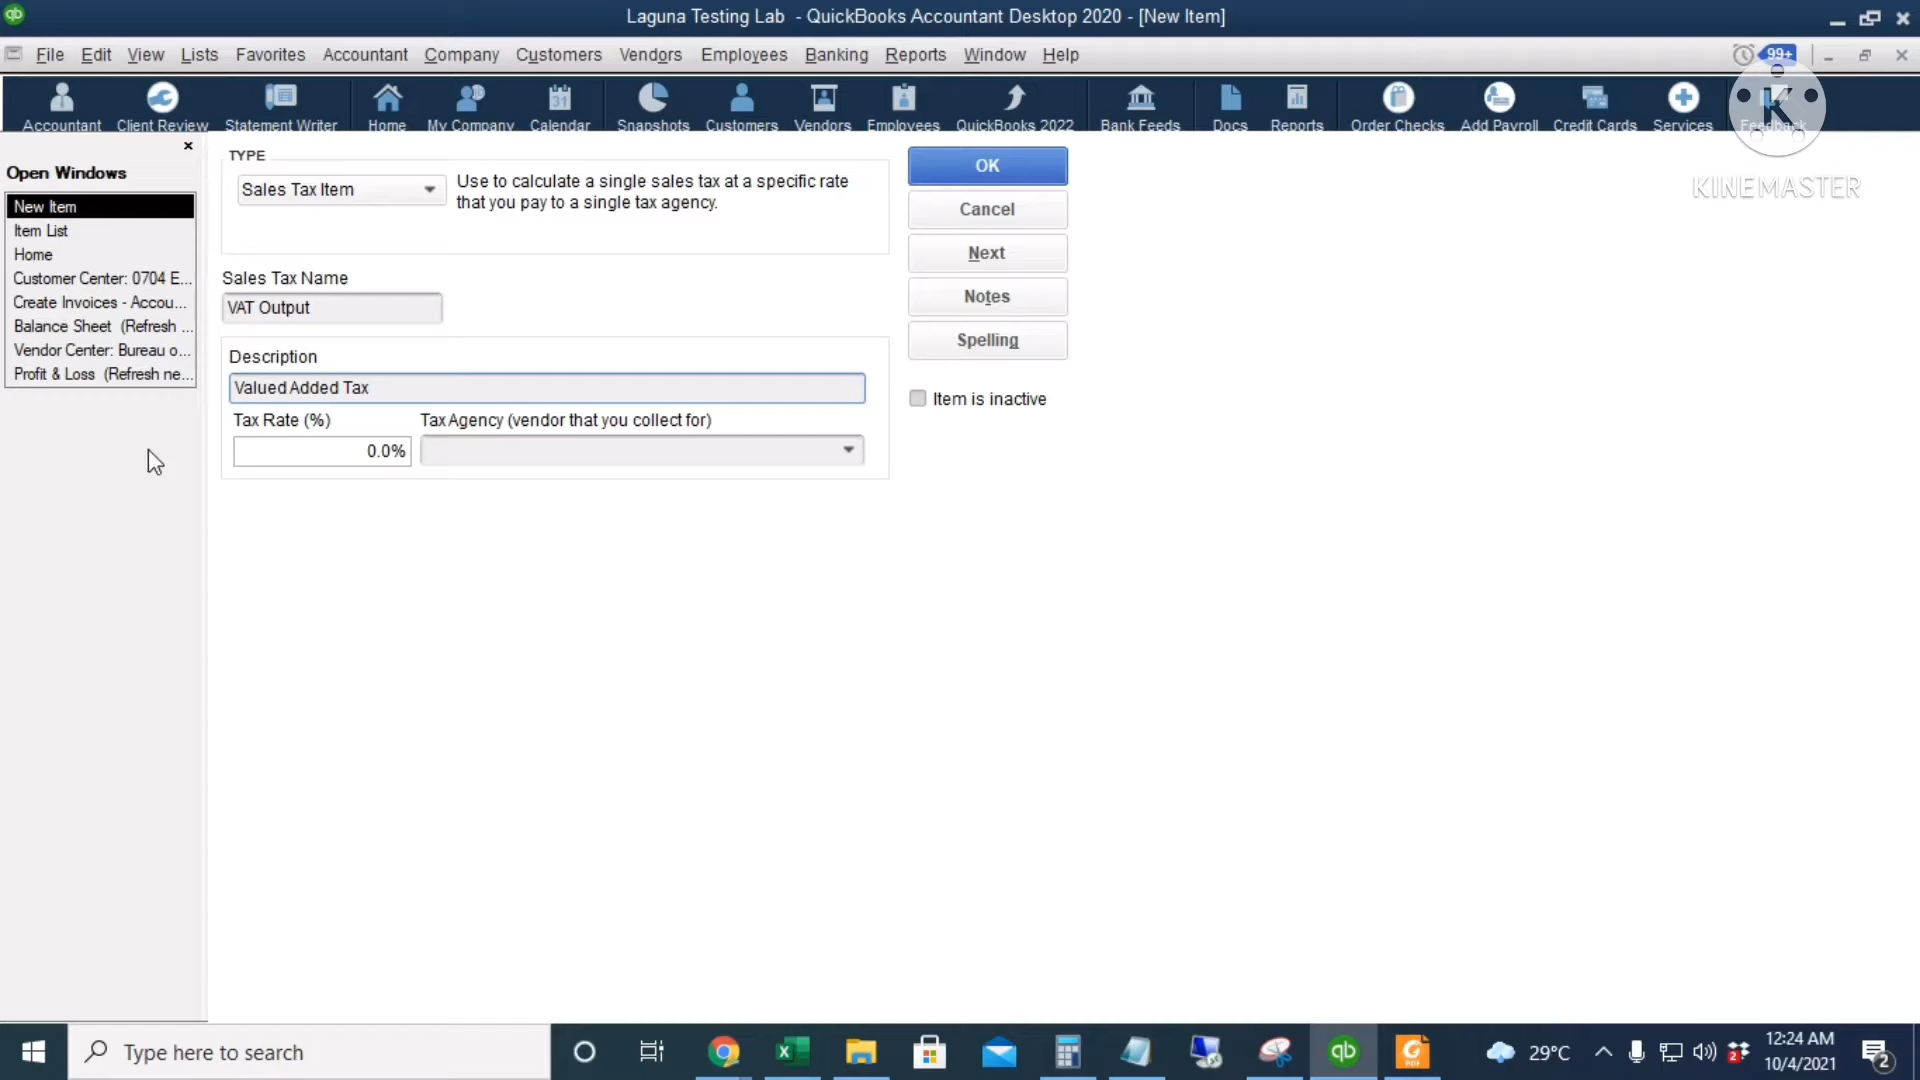 Laguna Testing Lab - QuickBooks Accountant Desktop 2020 - [New Item]
File Edit View Lists Favorites Accountant Company Customers Vendors Employees Banking Reports Window Help
99+
Accountant Client Review Statement Writer Home My Company Calendar Snapshots Customers Vendors Employees QuickBooks 2022 Bank Feeds Docs Reports Order Checks Add Payroll Credit Cards Services Feedback
KINEMASTER
Open Windows
New Item
Item List
Home
Customer Center: 0704 E...
Create Invoices - Accou...
Balance Sheet (Refresh ...
Vendor Center: Bureau o...
Profit & Loss (Refresh ne...
TYPE
Sales Tax Item
Use to calculate a single sales tax at a specific rate
that you pay to a single tax agency.
Sales Tax Name
VAT Output
Description
Valued Added Tax
Tax Rate (%) Tax Agency (vendor that you collect for)
0.0%
OK
Cancel
Next
Notes
Spelling
Item is inactive
Type here to search
29°C
12:24 AM
10/4/2021
2